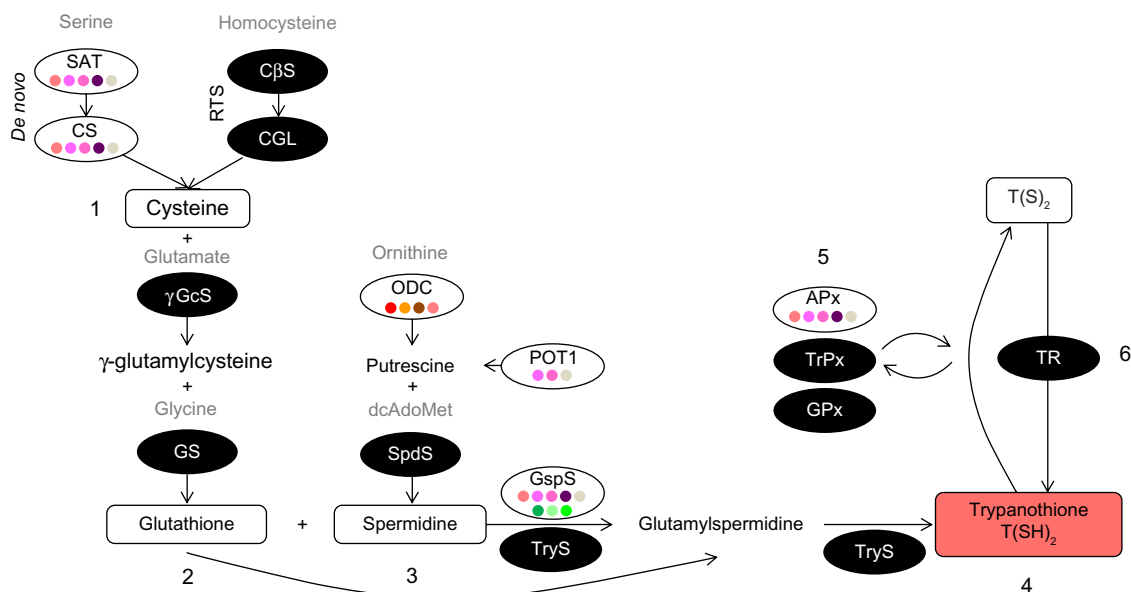 Serine
Homocysteine
SAT
CβS
De novo
RTS
CS
CGL
1
Cysteine
+
Glutamate
γGcS
γ-glutamylcysteine
+
Glycine
GS
Glutathione
2
+
Ornithine
ODC
Putrescine
POT1
+
dcAdoMet
SpdS
Spermidine
3
GspS
TryS
Glutamylspermidine
TryS
5
APx
TrPx
GPx
T(S)2
TR
6
Trypanothione
T(SH)2
4